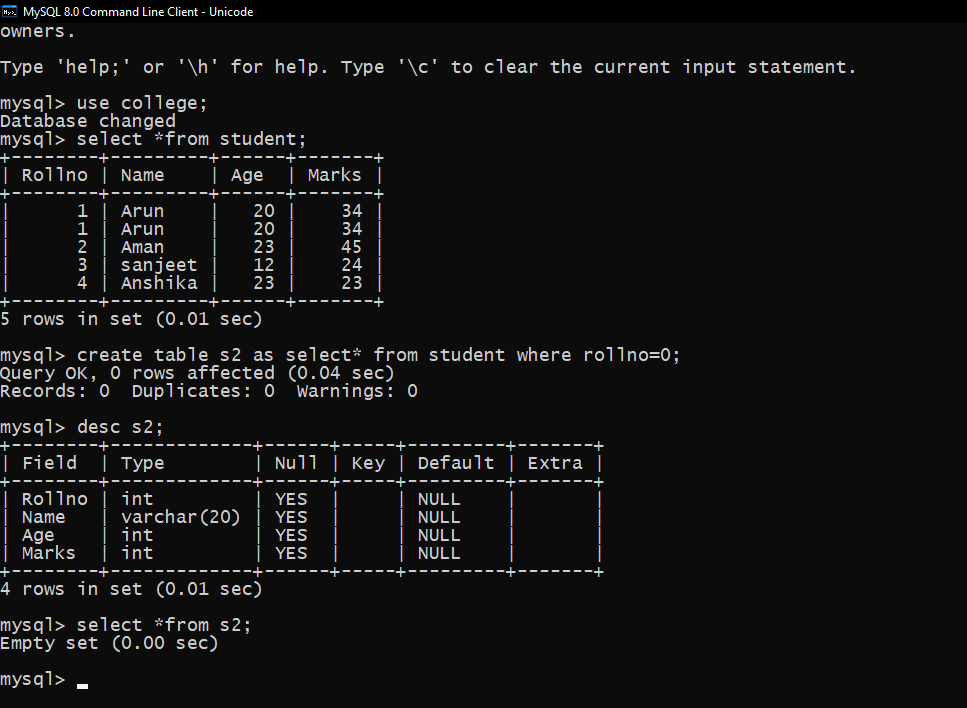 MySQL 8.0 Command Line Client - Unicode
owners.
Type 'help;' or '\h' for help. Type '\c' to clear the current input statement.
mysql> use college;
Database changed
mysql> select *from student;
+--------+---------+------+-------+
| Rollno | Name    | Age  | Marks |
+--------+---------+------+-------+
|      1 | Arun    |   20 |    34 |
|      1 | Arun    |   20 |    34 |
|      2 | Aman    |   23 |    45 |
|      3 | sanjeet |   12 |    24 |
|      4 | Anshika |   23 |    23 |
+--------+---------+------+-------+
5 rows in set (0.01 sec)
mysql> create table s2 as select* from student where rollno=0;
Query OK, 0 rows affected (0.04 sec)
Records: 0  Duplicates: 0  Warnings: 0
mysql> desc s2;
+--------+-------------+------+-----+---------+-------+
| Field  | Type        | Null | Key | Default | Extra |
+--------+-------------+------+-----+---------+-------+
| Rollno | int         | YES  |     | NULL    |       |
| Name   | varchar(20) | YES  |     | NULL    |       |
| Age    | int         | YES  |     | NULL    |       |
| Marks  | int         | YES  |     | NULL    |       |
+--------+-------------+------+-----+---------+-------+
4 rows in set (0.01 sec)
mysql> select *from s2;
Empty set (0.00 sec)
mysql>